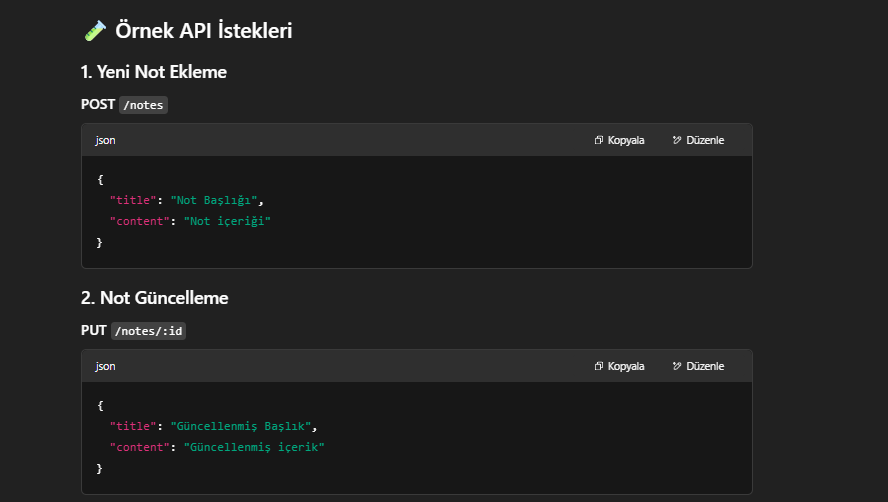 Örnek API İstekleri
1. Yeni Not Ekleme
POST /notes
json
Kopyala
Düzenle
{
"title": "Not Başlığı",
"content": "Not içeriği"
}
2. Not Güncelleme
PUT /notes/:id
json
Kopyala
Düzenle
{
"title": "Güncellenmiş Başlık",
"content": "Güncellenmiş içerik"
}